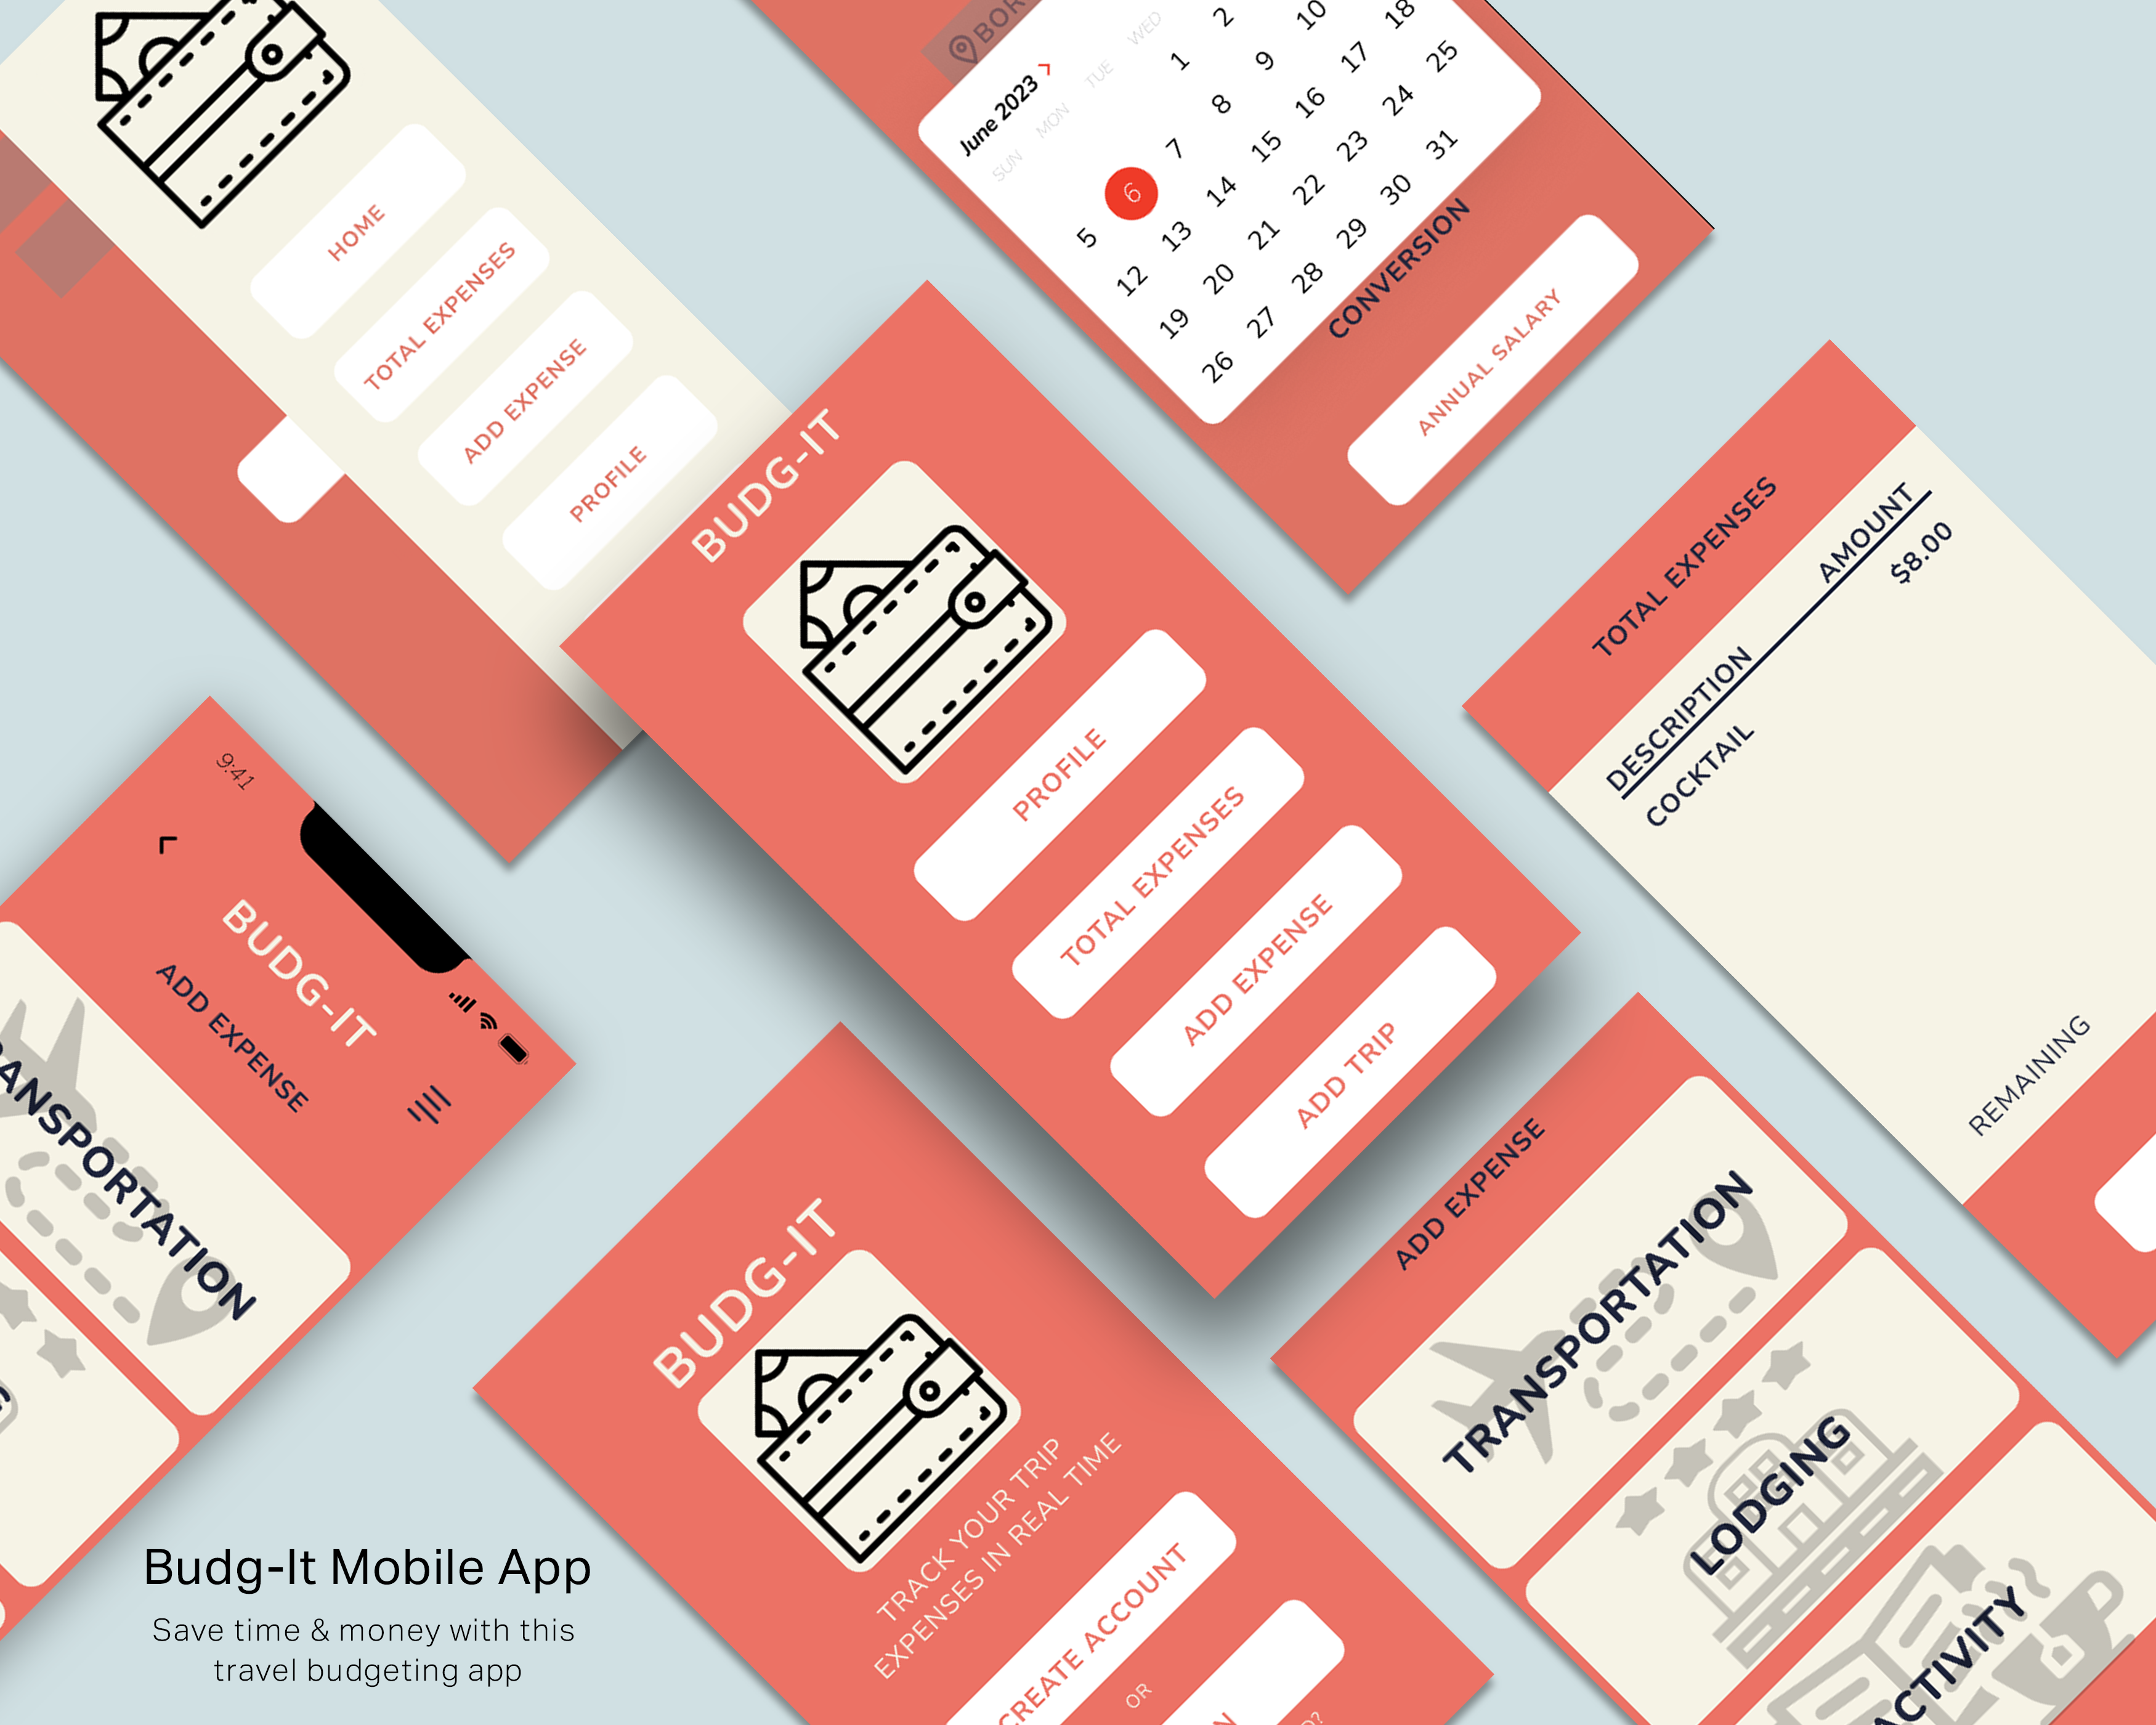 HOME
TOTAL EXPENSES
ADD EXPENSE
PROFILE
June 2023 >
SUN MON TUE WED
1 2
5 6 7 8 9 10
12 13 14 15 16 17 18
19 20 21 22 23 24 25
26 27 28 29 30 31
CONVERSION
ANNUAL SALARY
BUDG-IT
PROFILE
TOTAL EXPENSES
ADD EXPENSE
ADD TRIP
TOTAL EXPENSES
DESCRIPTION AMOUNT
COCKTAIL $8.00
REMAINING
9:41
BUDG-IT
ADD EXPENSE
ANSPORTATION
BUDG-IT
TRACK YOUR TRIP
EXPENSES IN REAL TIME
CREATE ACCOUNT
OR
ADD EXPENSE
TRANSPORTATION
LODGING
ACTIVITY
Budg-It Mobile App
Save time & money with this
travel budgeting app